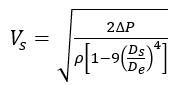 V_s = √(2ΔP / ρ[1−9(D_s/D_e)^4])